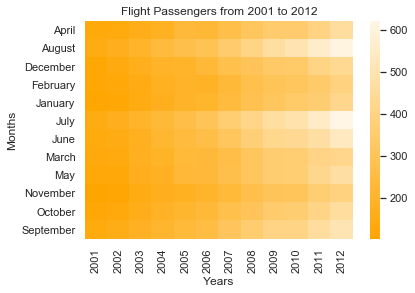 Flight Passengers from 2001 to 2012
Months
April
August
December
February
January
July
June
March
May
November
October
September
2001 2002 2003 2004 2005 2006 2007 2008 2009 2010 2011 2012
Years
600
500
400
300
200